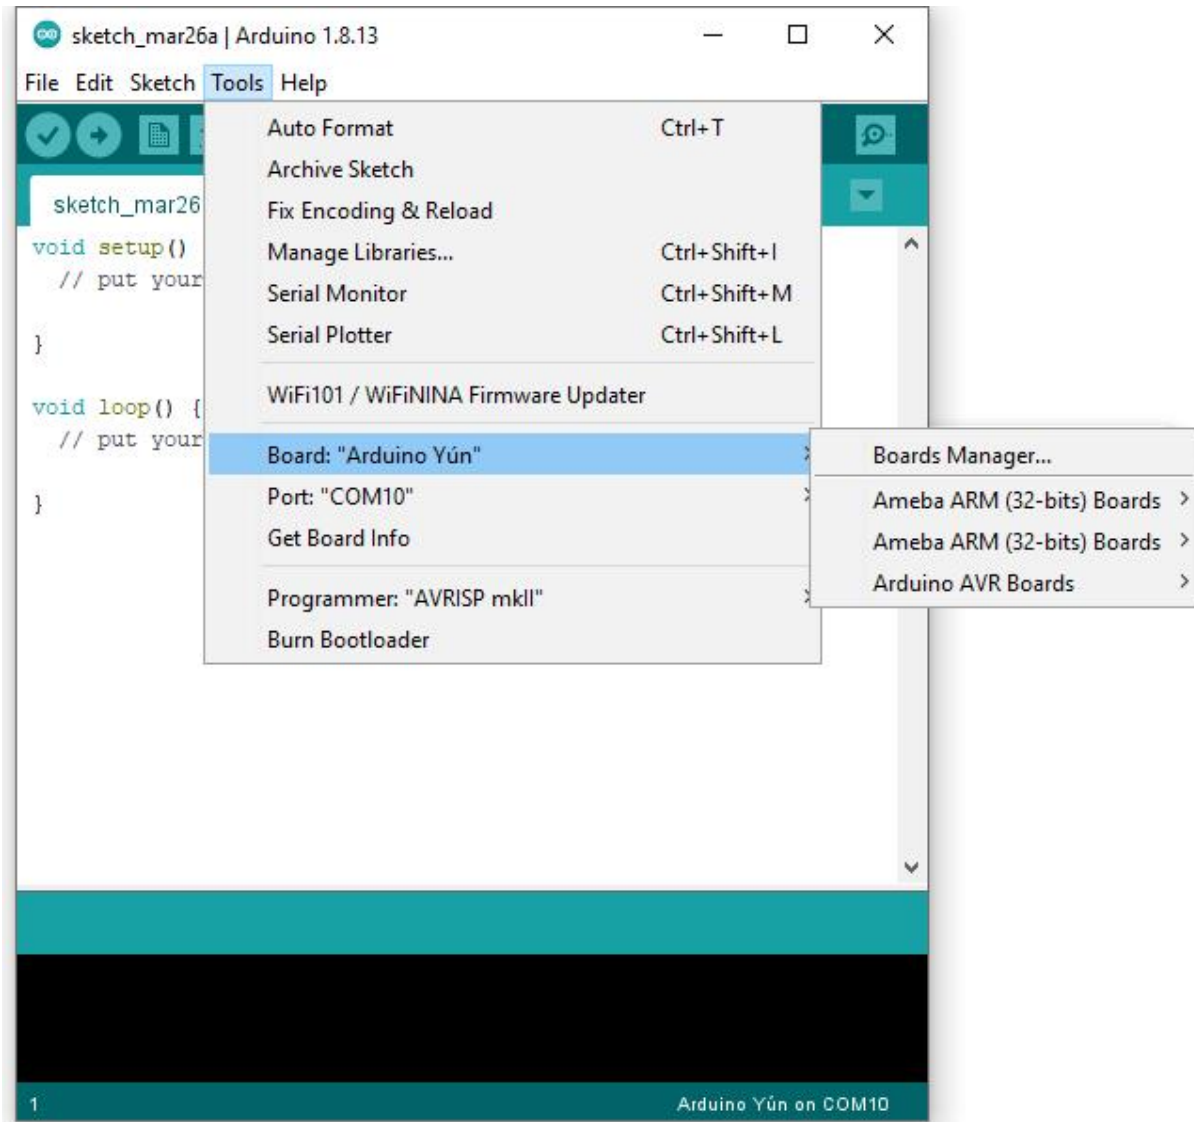 sketch_mar26a | Arduino 1.8.13
File Edit Sketch Tools Help
sketch_mar26
void setup()
// put your
}
void loop() {
// put your
}
Auto Format Ctrl+T
Archive Sketch
Fix Encoding & Reload
Manage Libraries... Ctrl+Shift+I
Serial Monitor Ctrl+Shift+M
Serial Plotter Ctrl+Shift+L
WiFi101 / WiFiNINA Firmware Updater
Board: "Arduino Yún"
Port: "COM10"
Get Board Info
Programmer: "AVRISP mkII"
Burn Bootloader
Boards Manager...
Ameba ARM (32-bits) Boards
Ameba ARM (32-bits) Boards
Arduino AVR Boards
1 Arduino Yún on COM10